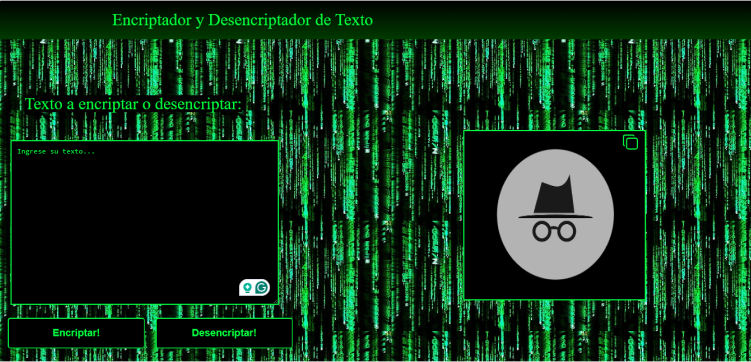 Encriptador y Desencriptador de Texto
Texto a encriptar o desencriptar:
Ingrese su texto...
Encriptar!
Desencriptar!